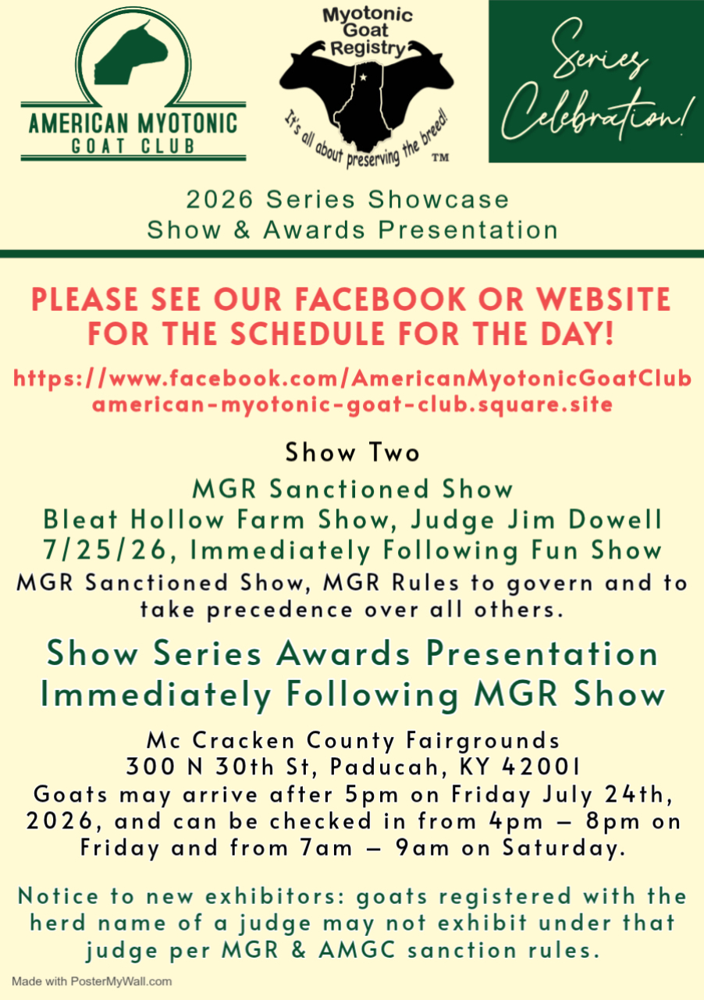 AMERICAN MYOTONIC
GOAT CLUB
Myotonic
Goat
Registry
It's all about preserving the breed!
TM
Series
Celebration!
2026 Series Showcase
Show & Awards Presentation
PLEASE SEE OUR FACEBOOK OR WEBSITE
FOR THE SCHEDULE FOR THE DAY!
https://www.facebook.com/AmericanMyotonicGoatClub
american-myotonic-goat-club.square.site
Show Two
MGR Sanctioned Show
Bleat Hollow Farm Show, Judge Jim Dowell
7/25/26, Immediately Following Fun Show
MGR Sanctioned Show, MGR Rules to govern and to
take precedence over all others.
Show Series Awards Presentation
Immediately Following MGR Show
Mc Cracken County Fairgrounds
300 N 30th St, Paducah, KY 42001
Goats may arrive after 5pm on Friday July 24th,
2026, and can be checked in from 4pm – 8pm on
Friday and from 7am – 9am on Saturday.
Notice to new exhibitors: goats registered with the
herd name of a judge may not exhibit under that
judge per MGR & AMGC sanction rules.
Made with PosterMyWall.com